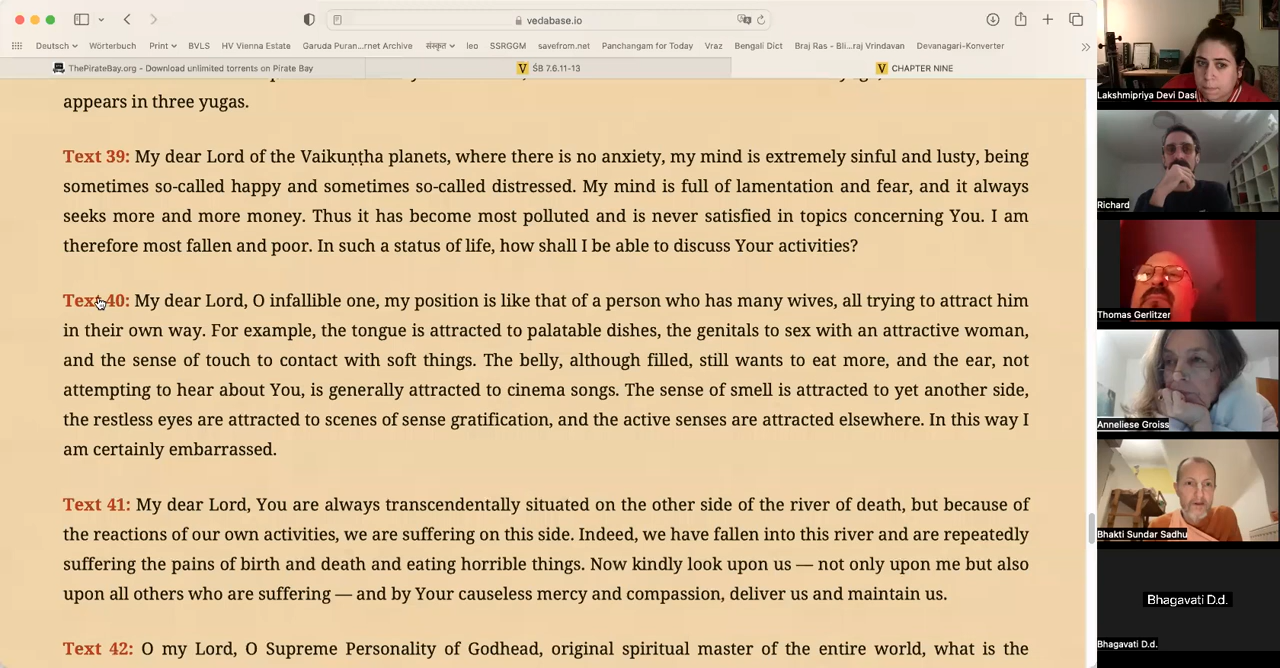 vedabase.io
Deutsch Wörterbuch Print BVLS HV Vienna Estate Garuda Puran...rnet Archive संस्कृत leo SSRGGM savefrom.net Panchangam for Today Vraz Bengali Dict Braj Ras - Bli...raj Vrindavan Devanagari-Konverter
ThePirateBay.org - Download unlimited torrents on Pirate Bay
ŚB 7.6.11-13
CHAPTER NINE
appears in three yugas.
Text 39: My dear Lord of the Vaikuṇṭha planets, where there is no anxiety, my mind is extremely sinful and lusty, being
sometimes so-called happy and sometimes so-called distressed. My mind is full of lamentation and fear, and it always
seeks more and more money. Thus it has become most polluted and is never satisfied in topics concerning You. I am
therefore most fallen and poor. In such a status of life, how shall I be able to discuss Your activities?
Text 40: My dear Lord, O infallible one, my position is like that of a person who has many wives, all trying to attract him
in their own way. For example, the tongue is attracted to palatable dishes, the genitals to sex with an attractive woman,
and the sense of touch to contact with soft things. The belly, although filled, still wants to eat more, and the ear, not
attempting to hear about You, is generally attracted to cinema songs. The sense of smell is attracted to yet another side,
the restless eyes are attracted to scenes of sense gratification, and the active senses are attracted elsewhere. In this way I
am certainly embarrassed.
Text 41: My dear Lord, You are always transcendentally situated on the other side of the river of death, but because of
the reactions of our own activities, we are suffering on this side. Indeed, we have fallen into this river and are repeatedly
suffering the pains of birth and death and eating horrible things. Now kindly look upon us — not only upon me but also
upon all others who are suffering — and by Your causeless mercy and compassion, deliver us and maintain us.
Text 42: O my Lord, O Supreme Personality of Godhead, original spiritual master of the entire world, what is the
Lakshmipriya Devi Dasi
Richard
Thomas Gerlitzer
Anneliese Groiss
Bhakti Sundar Sadhu
Bhagavati D.d.
Bhagavati D.d.